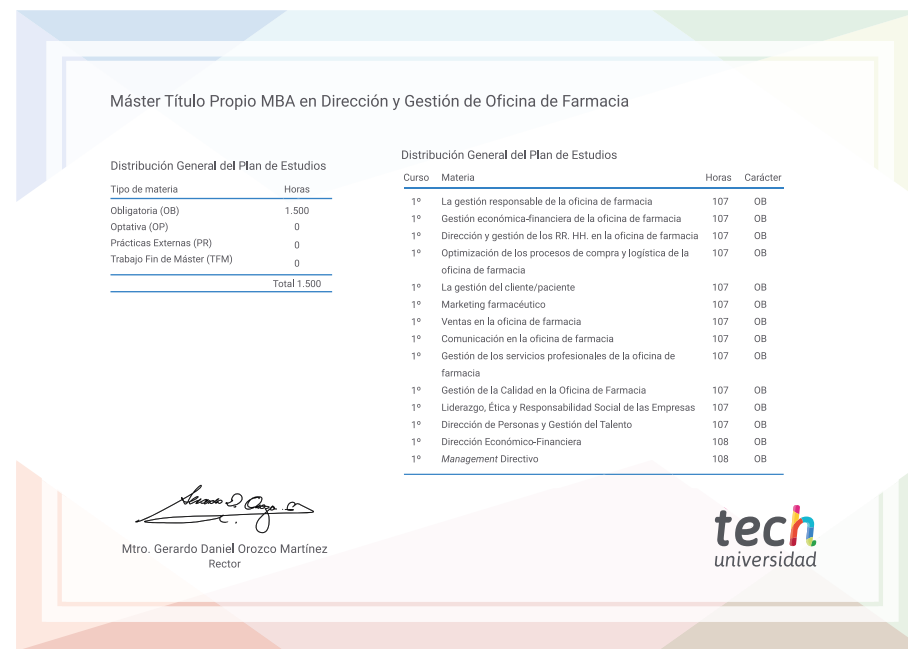 Máster Título Propio MBA en Dirección y Gestión de Oficina de Farmacia
Distribución General del Plan de Estudios
Tipo de materia Horas
Obligatoria (OB) 1.500
Optativa (OP) 0
Prácticas Externas (PR) 0
Trabajo Fin de Máster (TFM) 0
Total 1.500
Distribución General del Plan de Estudios
Curso Materia Horas Carácter
1º La gestión responsable de la oficina de farmacia 107 OB
1º Gestión económica-financiera de la oficina de farmacia 107 OB
1º Dirección y gestión de los RR. HH. en la oficina de farmacia 107 OB
1º Optimización de los procesos de compra y logística de la 107 OB
oficina de farmacia
1º La gestión del cliente/paciente 107 OB
1º Marketing farmacéutico 107 OB
1º Ventas en la oficina de farmacia 107 OB
1º Comunicación en la oficina de farmacia 107 OB
1º Gestión de los servicios profesionales de la oficina de 107 OB
farmacia
1º Gestión de la Calidad en la Oficina de Farmacia 107 OB
1º Liderazgo, Ética y Responsabilidad Social de las Empresas 107 OB
1º Dirección de Personas y Gestión del Talento 107 OB
1º Dirección Económico-Financiera 108 OB
1º Management Directivo 108 OB
Mtro. Gerardo Daniel Orozco Martínez
Rector
tech
universidad